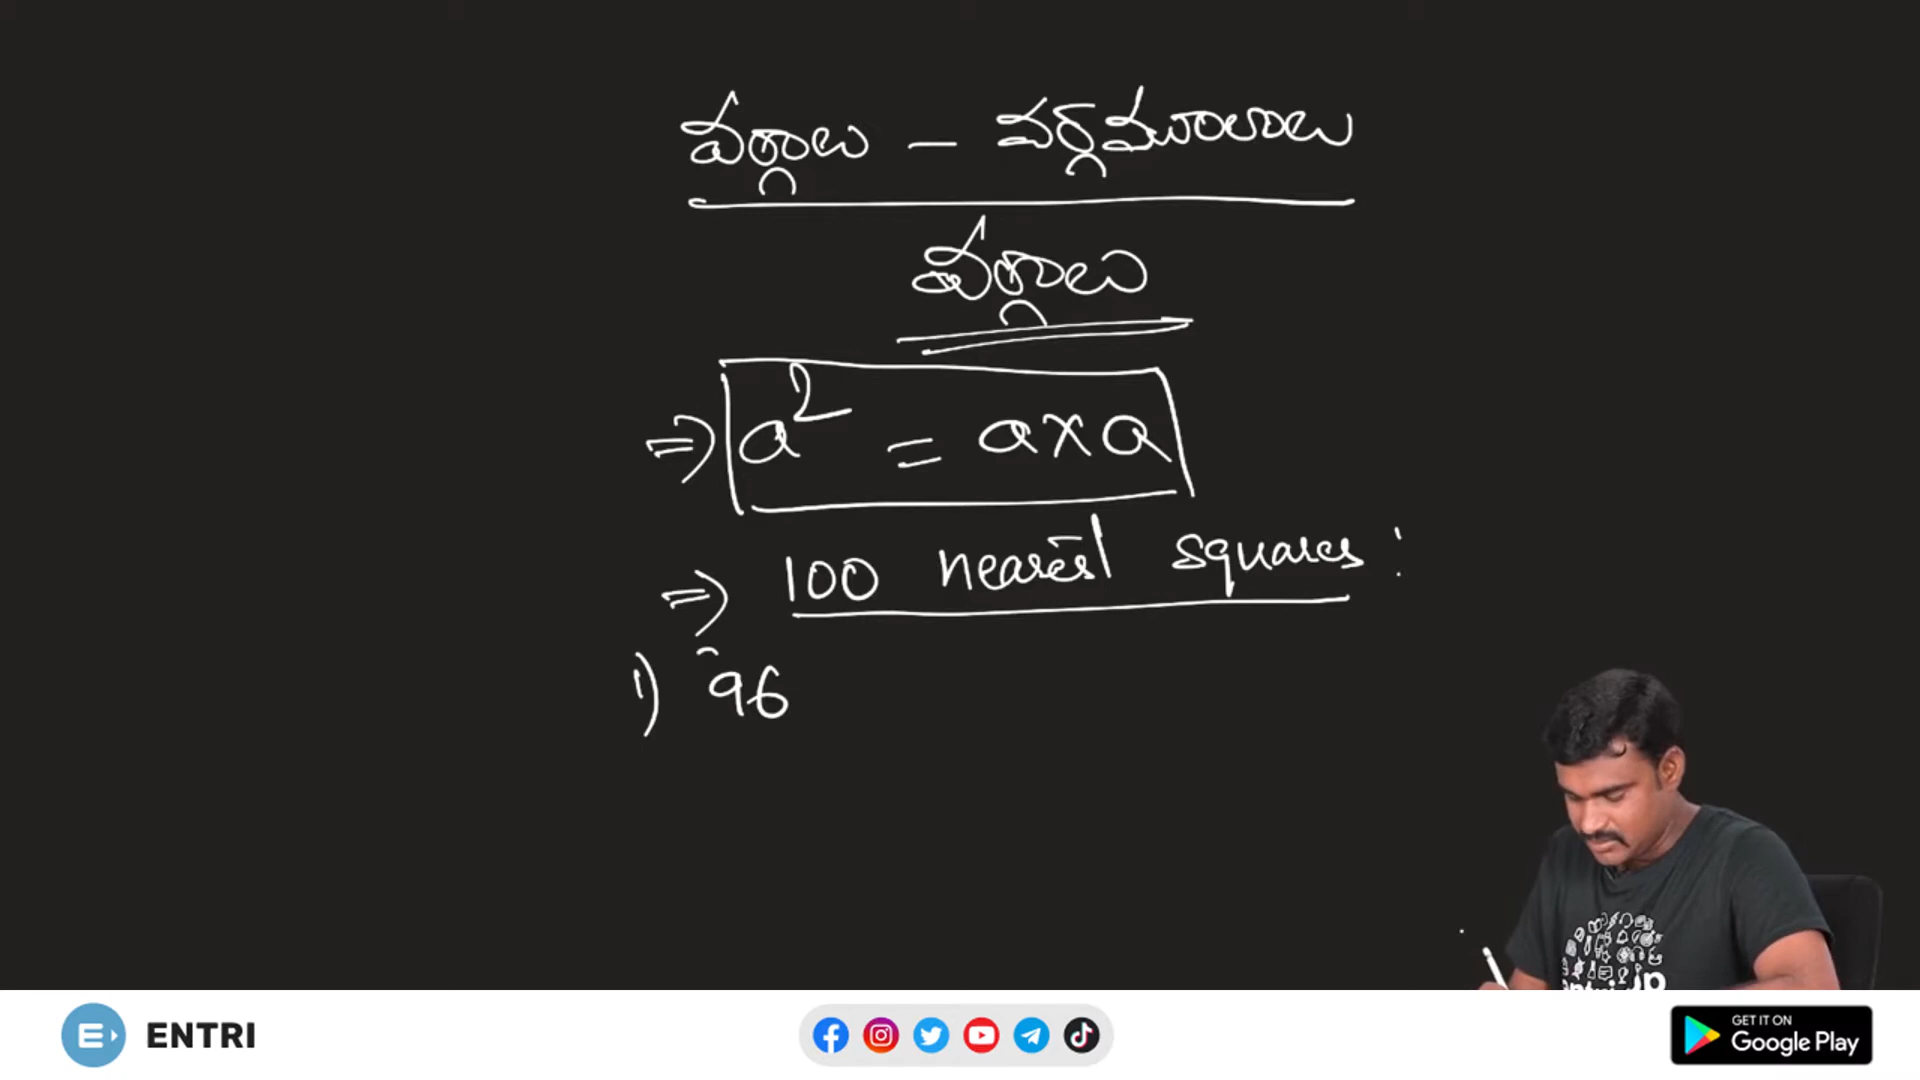 వర్గాలు – వర్గమూలాలు
వర్గాలు
⇒ a² = a×a
⇒ 100 nearest squares :
1) 96
ENTRI
GET IT ON
Google Play